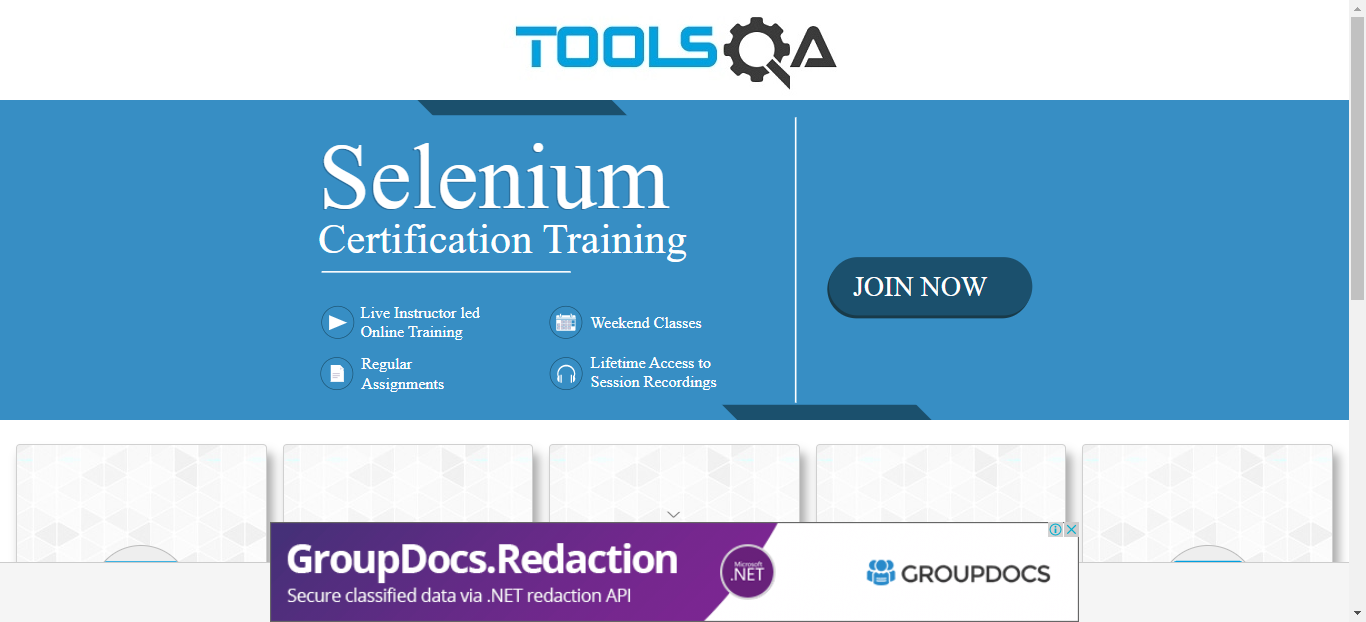 TOOLSQA
Selenium
Certification Training
JOIN NOW
Live Instructor led
Online Training
Weekend Classes
Regular
Assignments
Lifetime Access to
Session Recordings
GroupDocs.Redaction
Secure classified data via .NET redaction API
Microsoft
.NET
GROUPDOCS